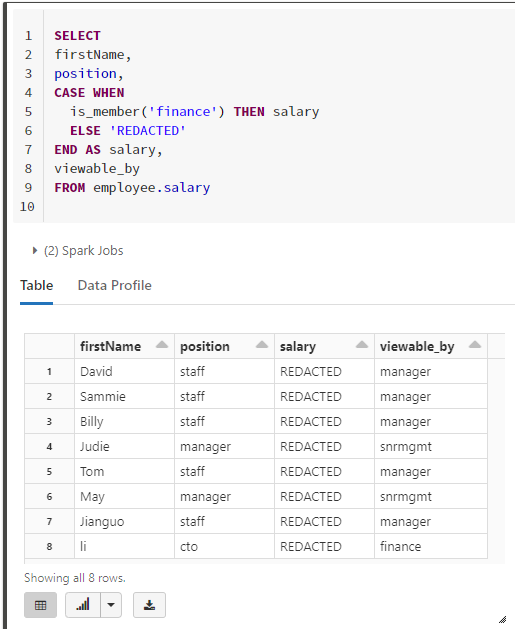 1 SELECT
2 firstName,
3 position,
4 CASE WHEN
5 is_member('finance') THEN salary
6 ELSE 'REDACTED'
7 END AS salary,
8 viewable_by
9 FROM employee.salary
10
(2) Spark Jobs
Table Data Profile
firstName position salary viewable_by
1 David staff REDACTED manager
2 Sammie staff REDACTED manager
3 Billy staff REDACTED manager
4 Judie manager REDACTED snrmgmt
5 Tom staff REDACTED manager
6 May manager REDACTED snrmgmt
7 Jianguo staff REDACTED manager
8 li cto REDACTED finance
Showing all 8 rows.